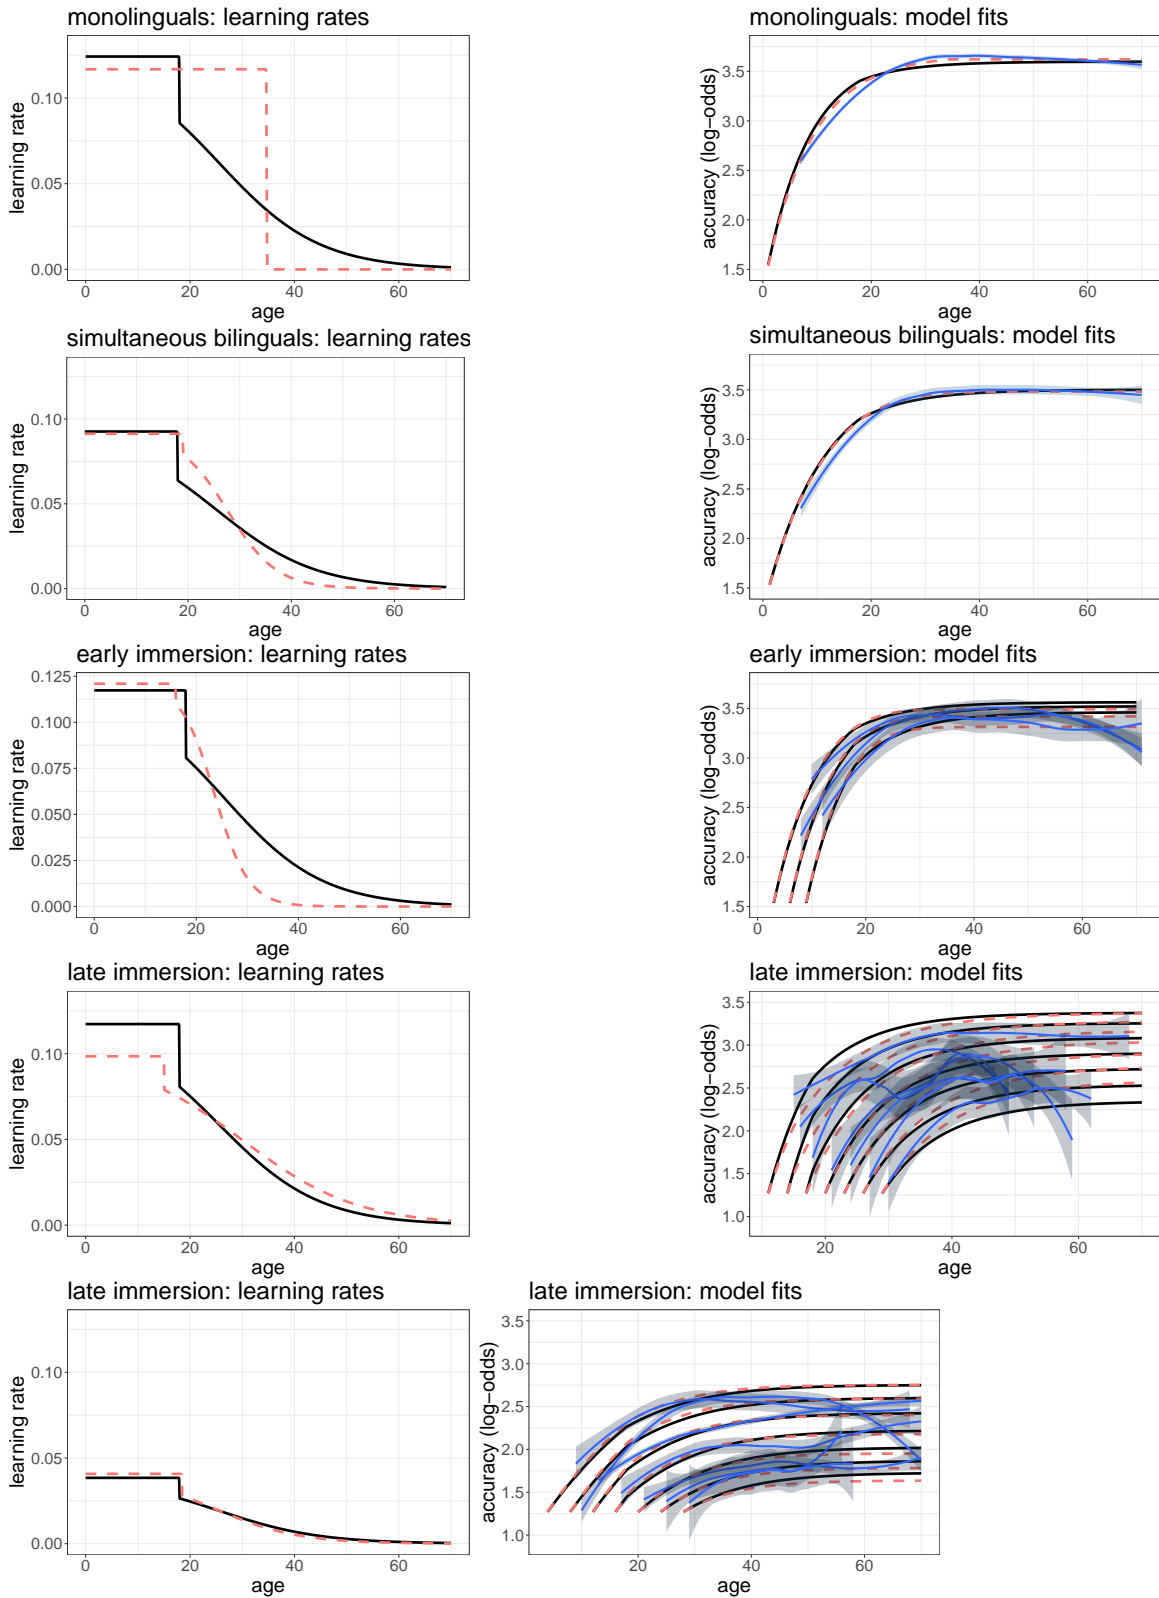 monolinguals: learning rates
learning rate
0.10
0.05
0.00
0 20 40 60
age
monolinguals: model fits
accuracy (log−odds)
3.5
3.0
2.5
2.0
1.5
0 20 40 60
age
simultaneous bilinguals: learning rates
learning rate
0.10
0.05
0.00
0 20 40 60
age
simultaneous bilinguals: model fits
accuracy (log−odds)
3.5
3.0
2.5
2.0
1.5
0 20 40 60
age
early immersion: learning rates
learning rate
0.125
0.100
0.075
0.050
0.025
0.000
0 20 40 60
age
early immersion: model fits
accuracy (log−odds)
3.5
3.0
2.5
2.0
1.5
0 20 40 60
age
late immersion: learning rates
learning rate
0.10
0.05
0.00
0 20 40 60
age
late immersion: model fits
accuracy (log−odds)
3.5
3.0
2.5
2.0
1.5
1.0
20 40 60
age
late immersion: learning rates
learning rate
0.10
0.05
0.00
0 20 40 60
age
late immersion: model fits
accuracy (log−odds)
3.5
3.0
2.5
2.0
1.5
1.0
20 40 60
age